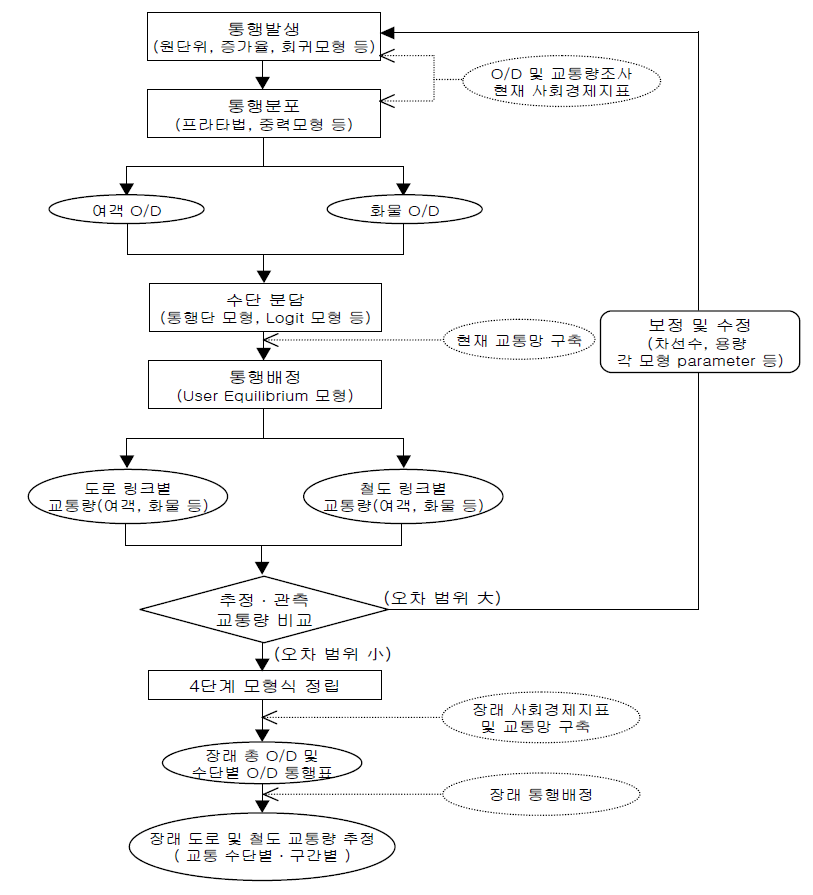 통행발생
(원단위, 증가율, 회귀모형 등)
O/D 및 교통량조사
현재 사회경제지표
통행분포
(프라타법, 중력모형 등)
여객 O/D
화물 O/D
수단 분담
(통행단 모형, Logit 모형 등)
현재 교통망 구축
보정 및 수정
(차선수, 용량
각 모형 parameter 등)
통행배정
(User Equilibrium 모형)
도로 링크별
교통량(여객, 화물 등)
철도 링크별
교통량(여객, 화물 등)
추정·관측
교통량 비교
(오차 범위 大)
(오차 범위 小)
4단계 모형식 정립
장래 사회경제지표
및 교통망 구축
장래 총 O/D 및
수단별 O/D 통행표
장래 통행배정
장래 도로 및 철도 교통량 추정
( 교통 수단별·구간별 )